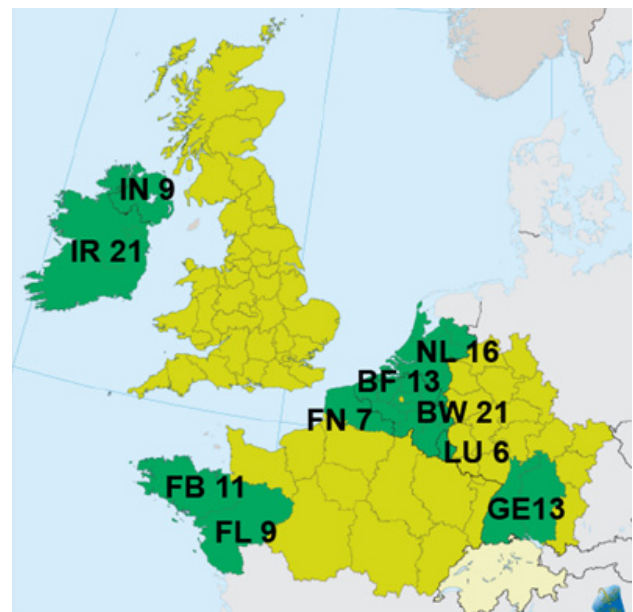 IN 9
IR 21
NL 16
BF 13
FN 7
BW 21
LU 6
FB 11
GE13
FL 9